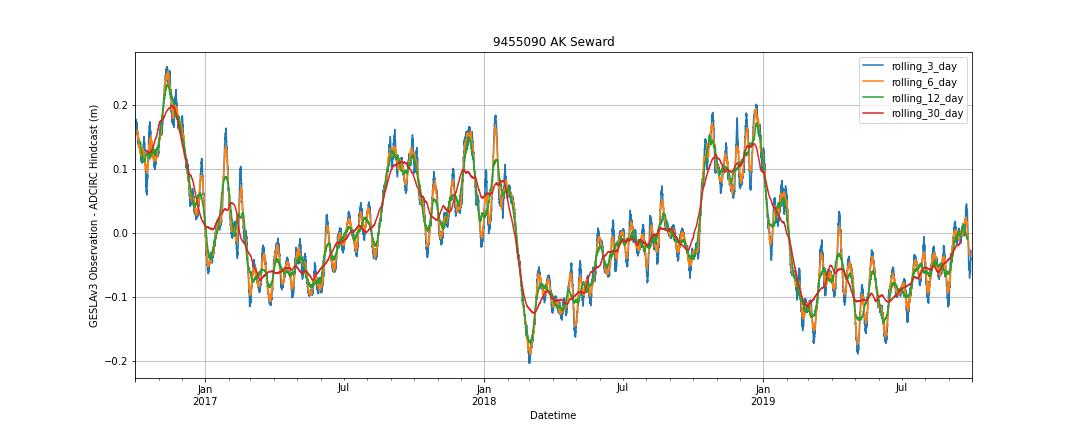 9455090 AK Seward
rolling_3_day
rolling_6_day
rolling_12_day
rolling_30_day
GESLAv3 Observation - ADCIRC Hindcast (m)
0.2
0.1
0.0
−0.1
−0.2
Jan
2017
Jul
Jan
2018
Jul
Jan
2019
Jul
Datetime